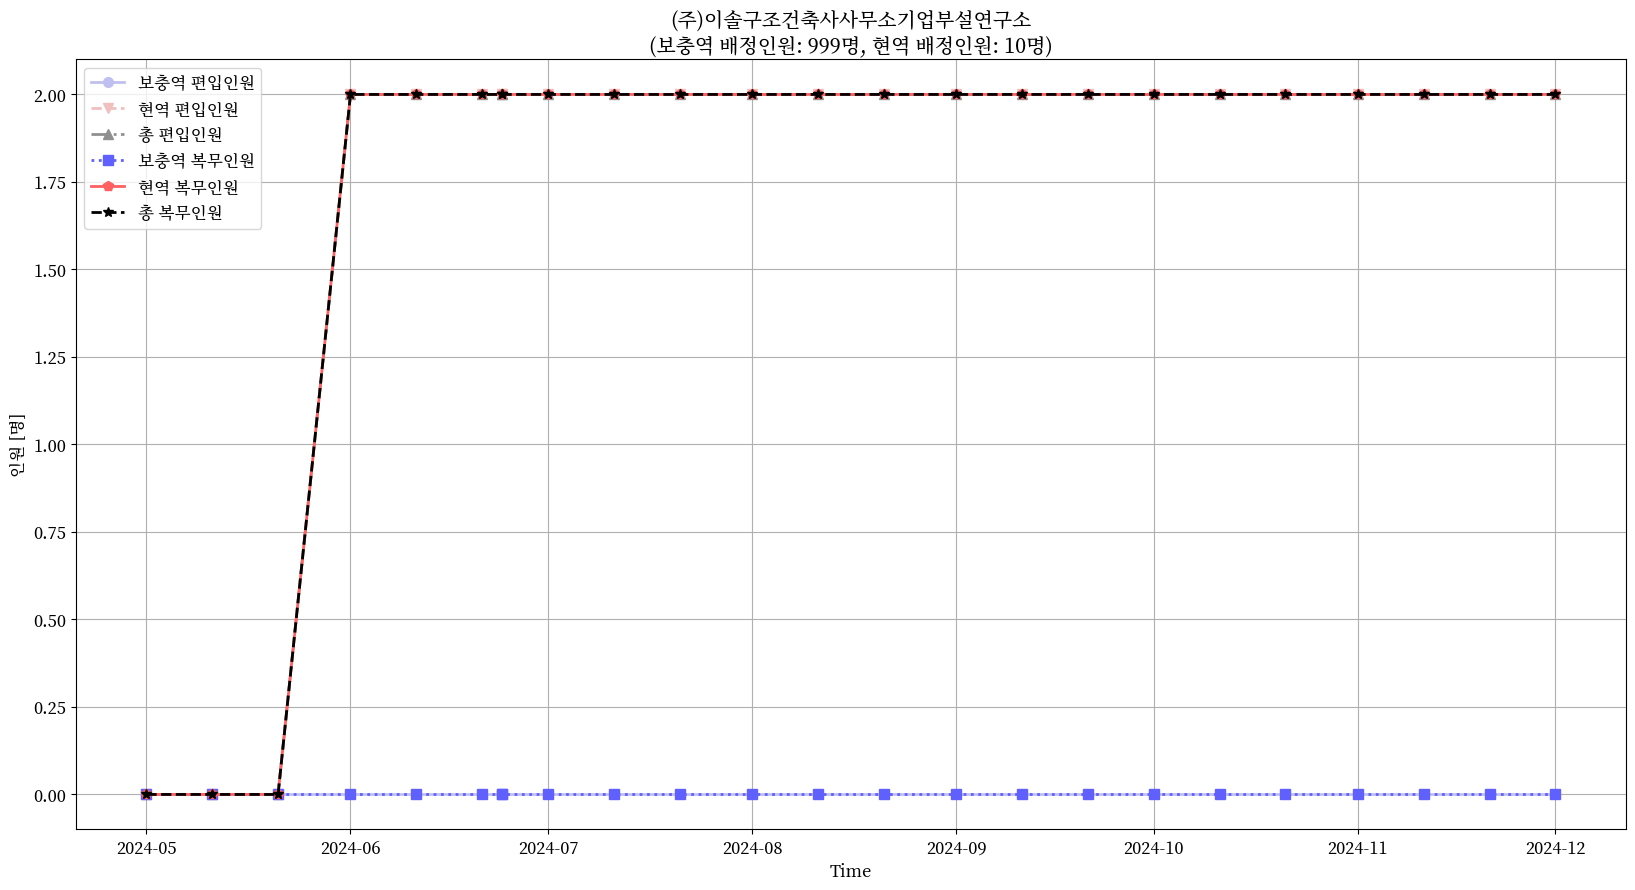 (주)이솔구조건축사사무소기업부설연구소
(보충역 배정인원: 999명, 현역 배정인원: 10명)
보충역 편입인원
현역 편입인원
총 편입인원
보충역 복무인원
현역 복무인원
총 복무인원
인원 [명]
2.00
1.75
1.50
1.25
1.00
0.75
0.50
0.25
0.00
2024-05 2024-06 2024-07 2024-08 2024-09 2024-10 2024-11 2024-12
Time